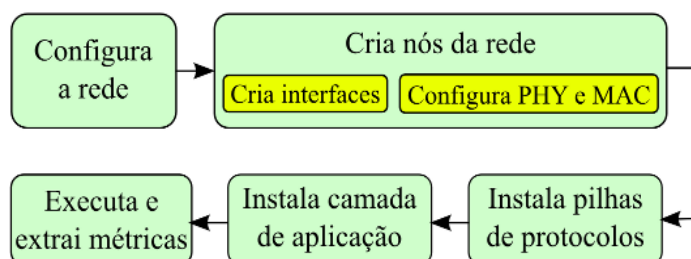 Configura
a rede
Cria nós da rede
Cria interfaces
Configura PHY e MAC
Executa e
extrai métricas
Instala camada
de aplicação
Instala pilhas
de protocolos